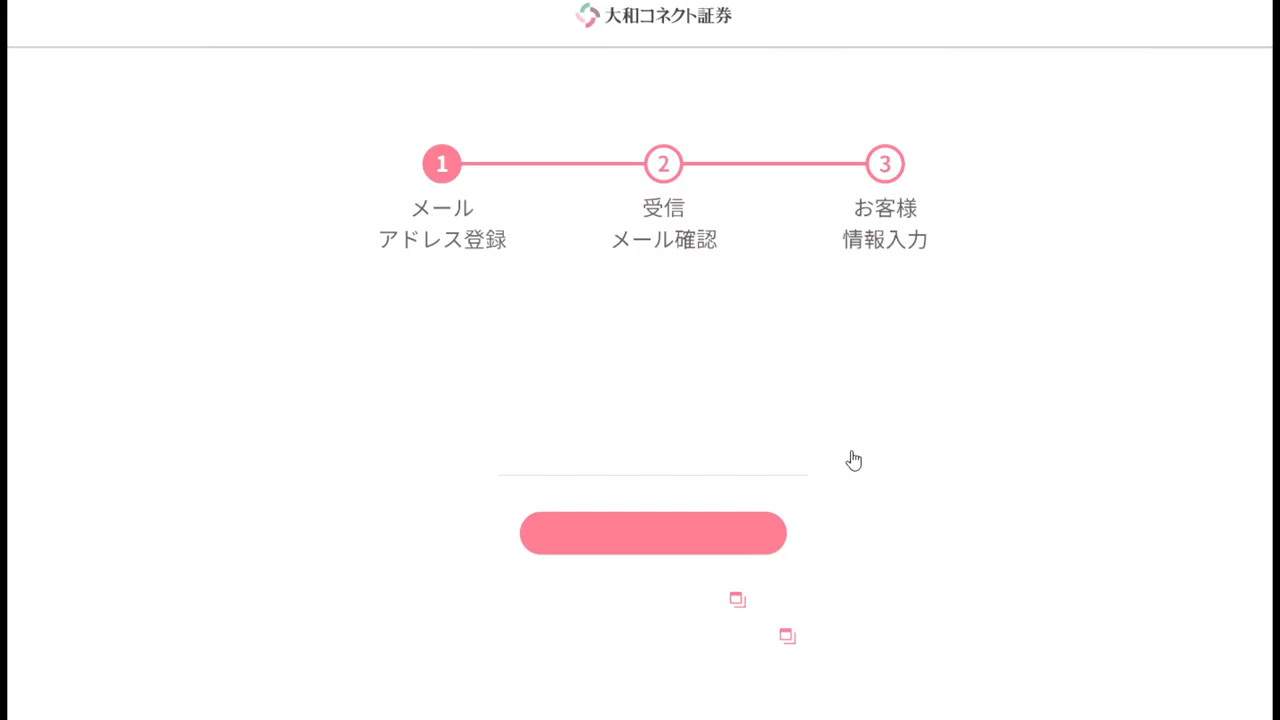 大和コネクト証券
1
2
3
メール
アドレス登録
受信
メール確認
お客様
情報入力